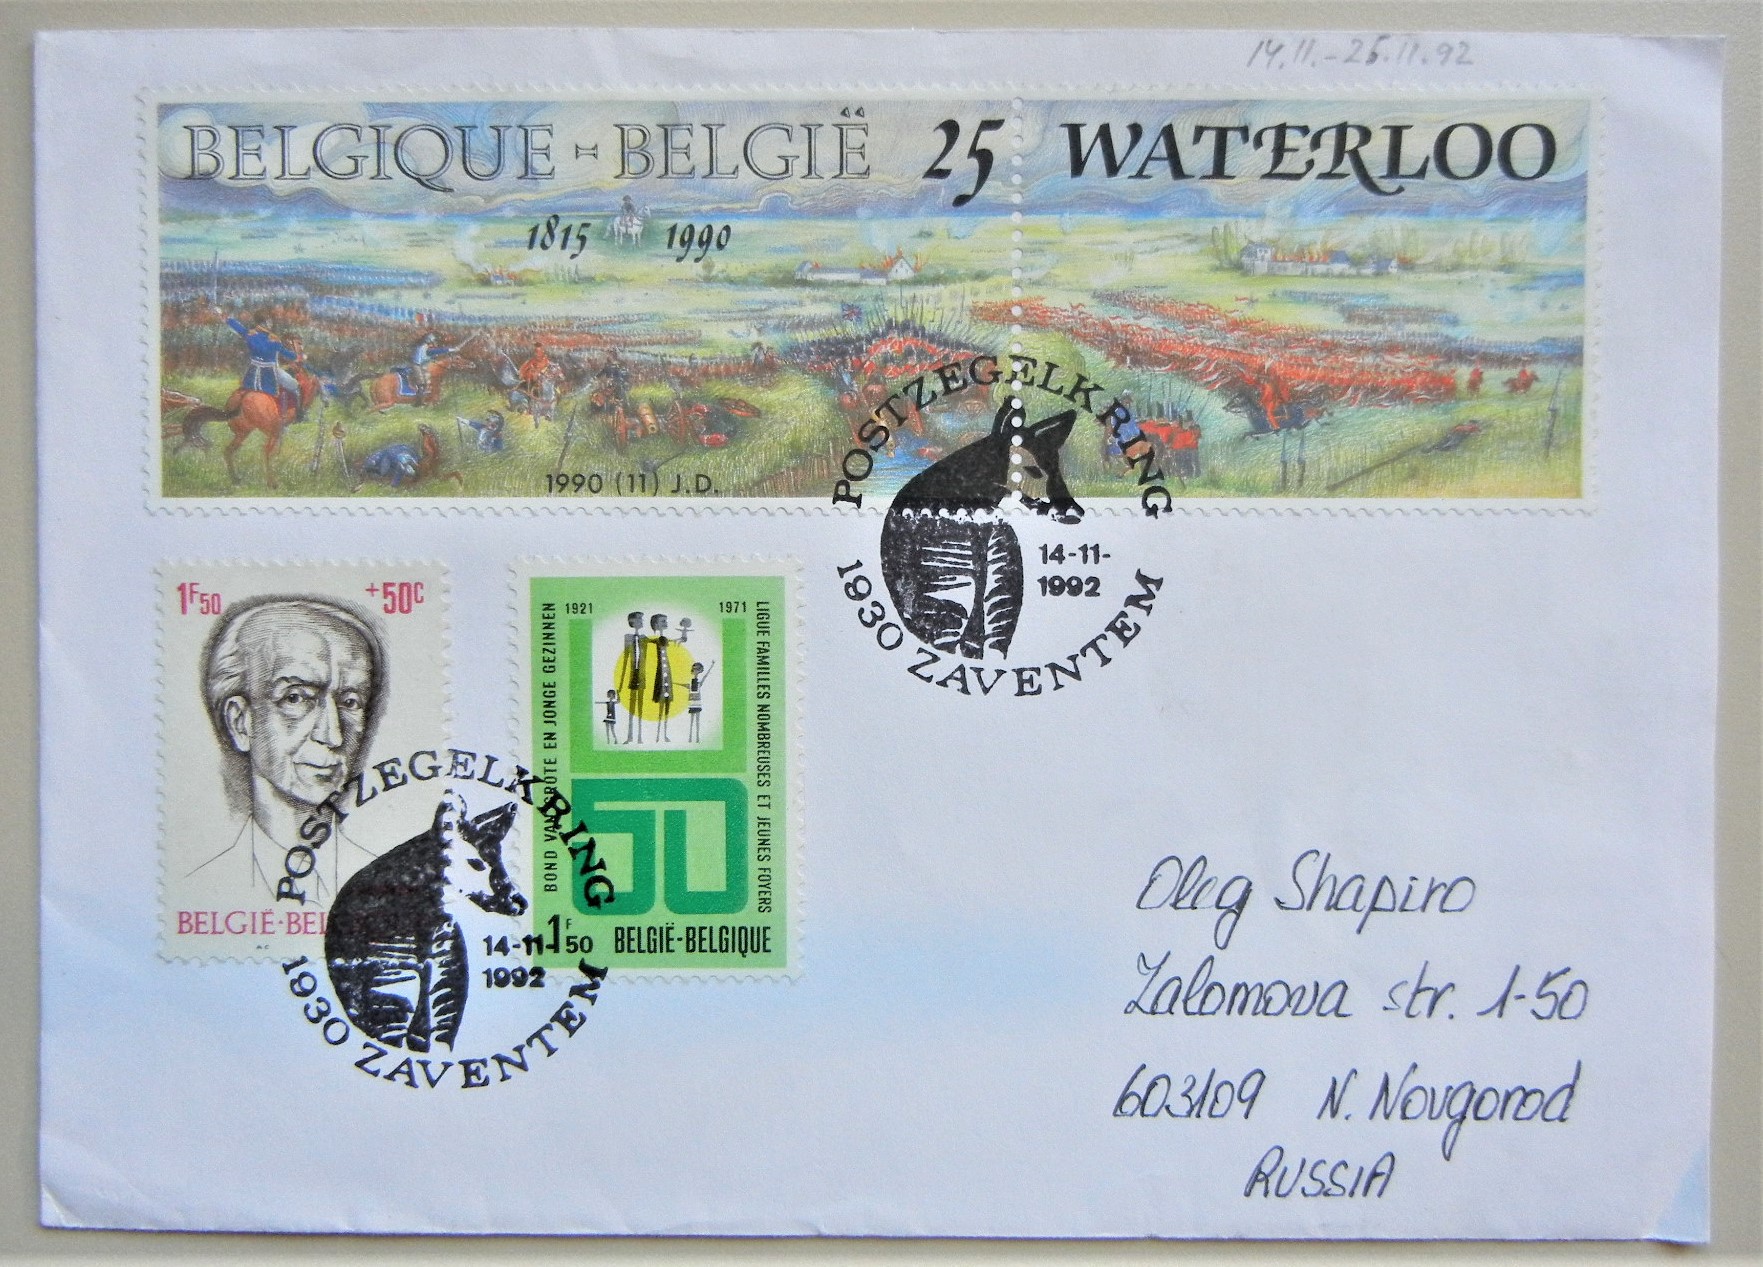 14.11.-25.11.92
BELGIQUE - BELGIË 25 WATERLOO
1815 1990
1990 (11) J.D.
POSTZEGELKRING
14-11-
1992
1930 ZAVENTEM
1F50 +50C
BELGIË·BEL
1921 1971
BOND VAN GROTE EN JONGE GEZINNEN
LIGUE FAMILLES NOMBREUSES ET JEUNES FOYERS
50
1F50 BELGIË-BELGIQUE
POSTZEGELKRING
14-11-
1992
1930 ZAVENTEM
Oleg Shapiro
Zalomova str. 1-50
603109 N. Novgorod
RUSSIA